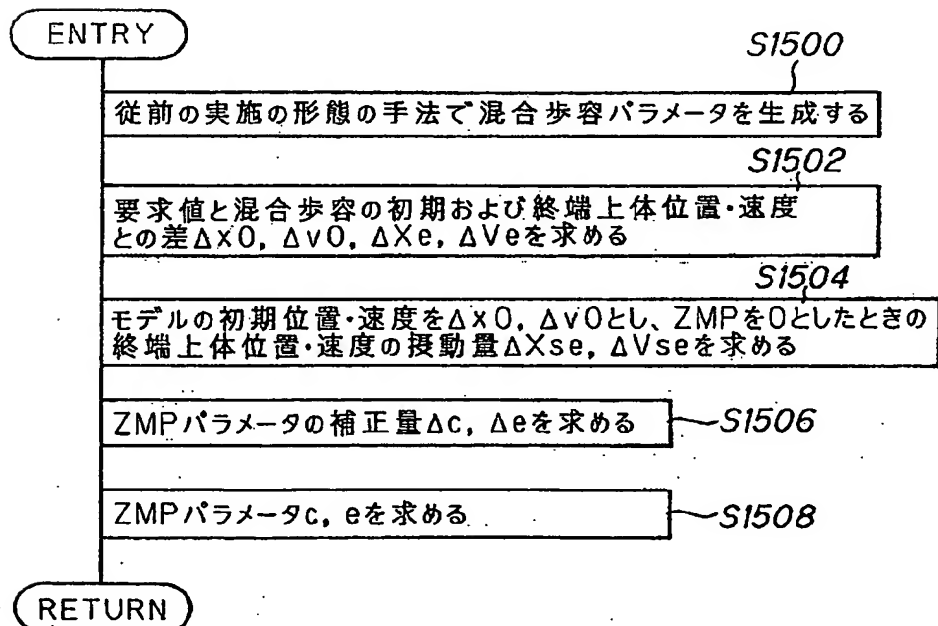 ENTRY
S1500
従前の実施の形態の手法で混合歩容パラメータを生成する
S1502
要求値と混合歩容の初期および終端上体位置・速度
との差Δx0, Δv0, ΔXe, ΔVeを求める
S1504
モデルの初期位置・速度をΔx0, Δv0とし、ZMPを0としたときの
終端上体位置・速度の摂動量ΔXse, ΔVseを求める
ZMPパラメータの補正量Δc, Δeを求める
S1506
ZMPパラメータc, eを求める
S1508
RETURN